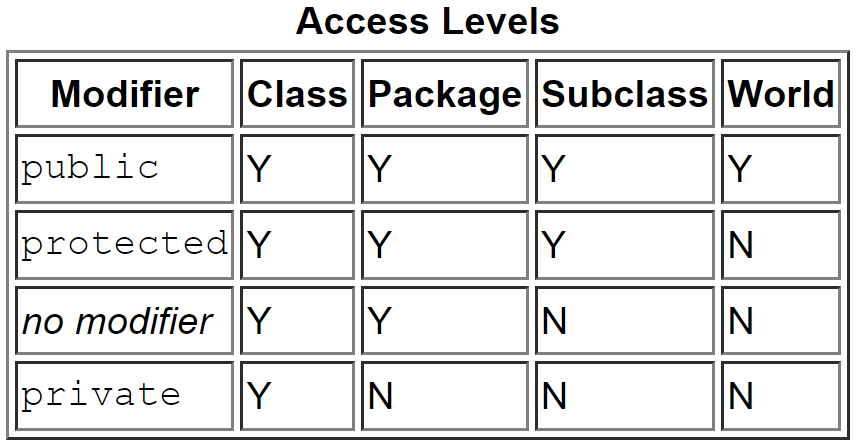 Access Levels
Modifier Class Package Subclass World
public Y Y Y Y
protected Y Y Y N
no modifier Y Y N N
private Y N N N